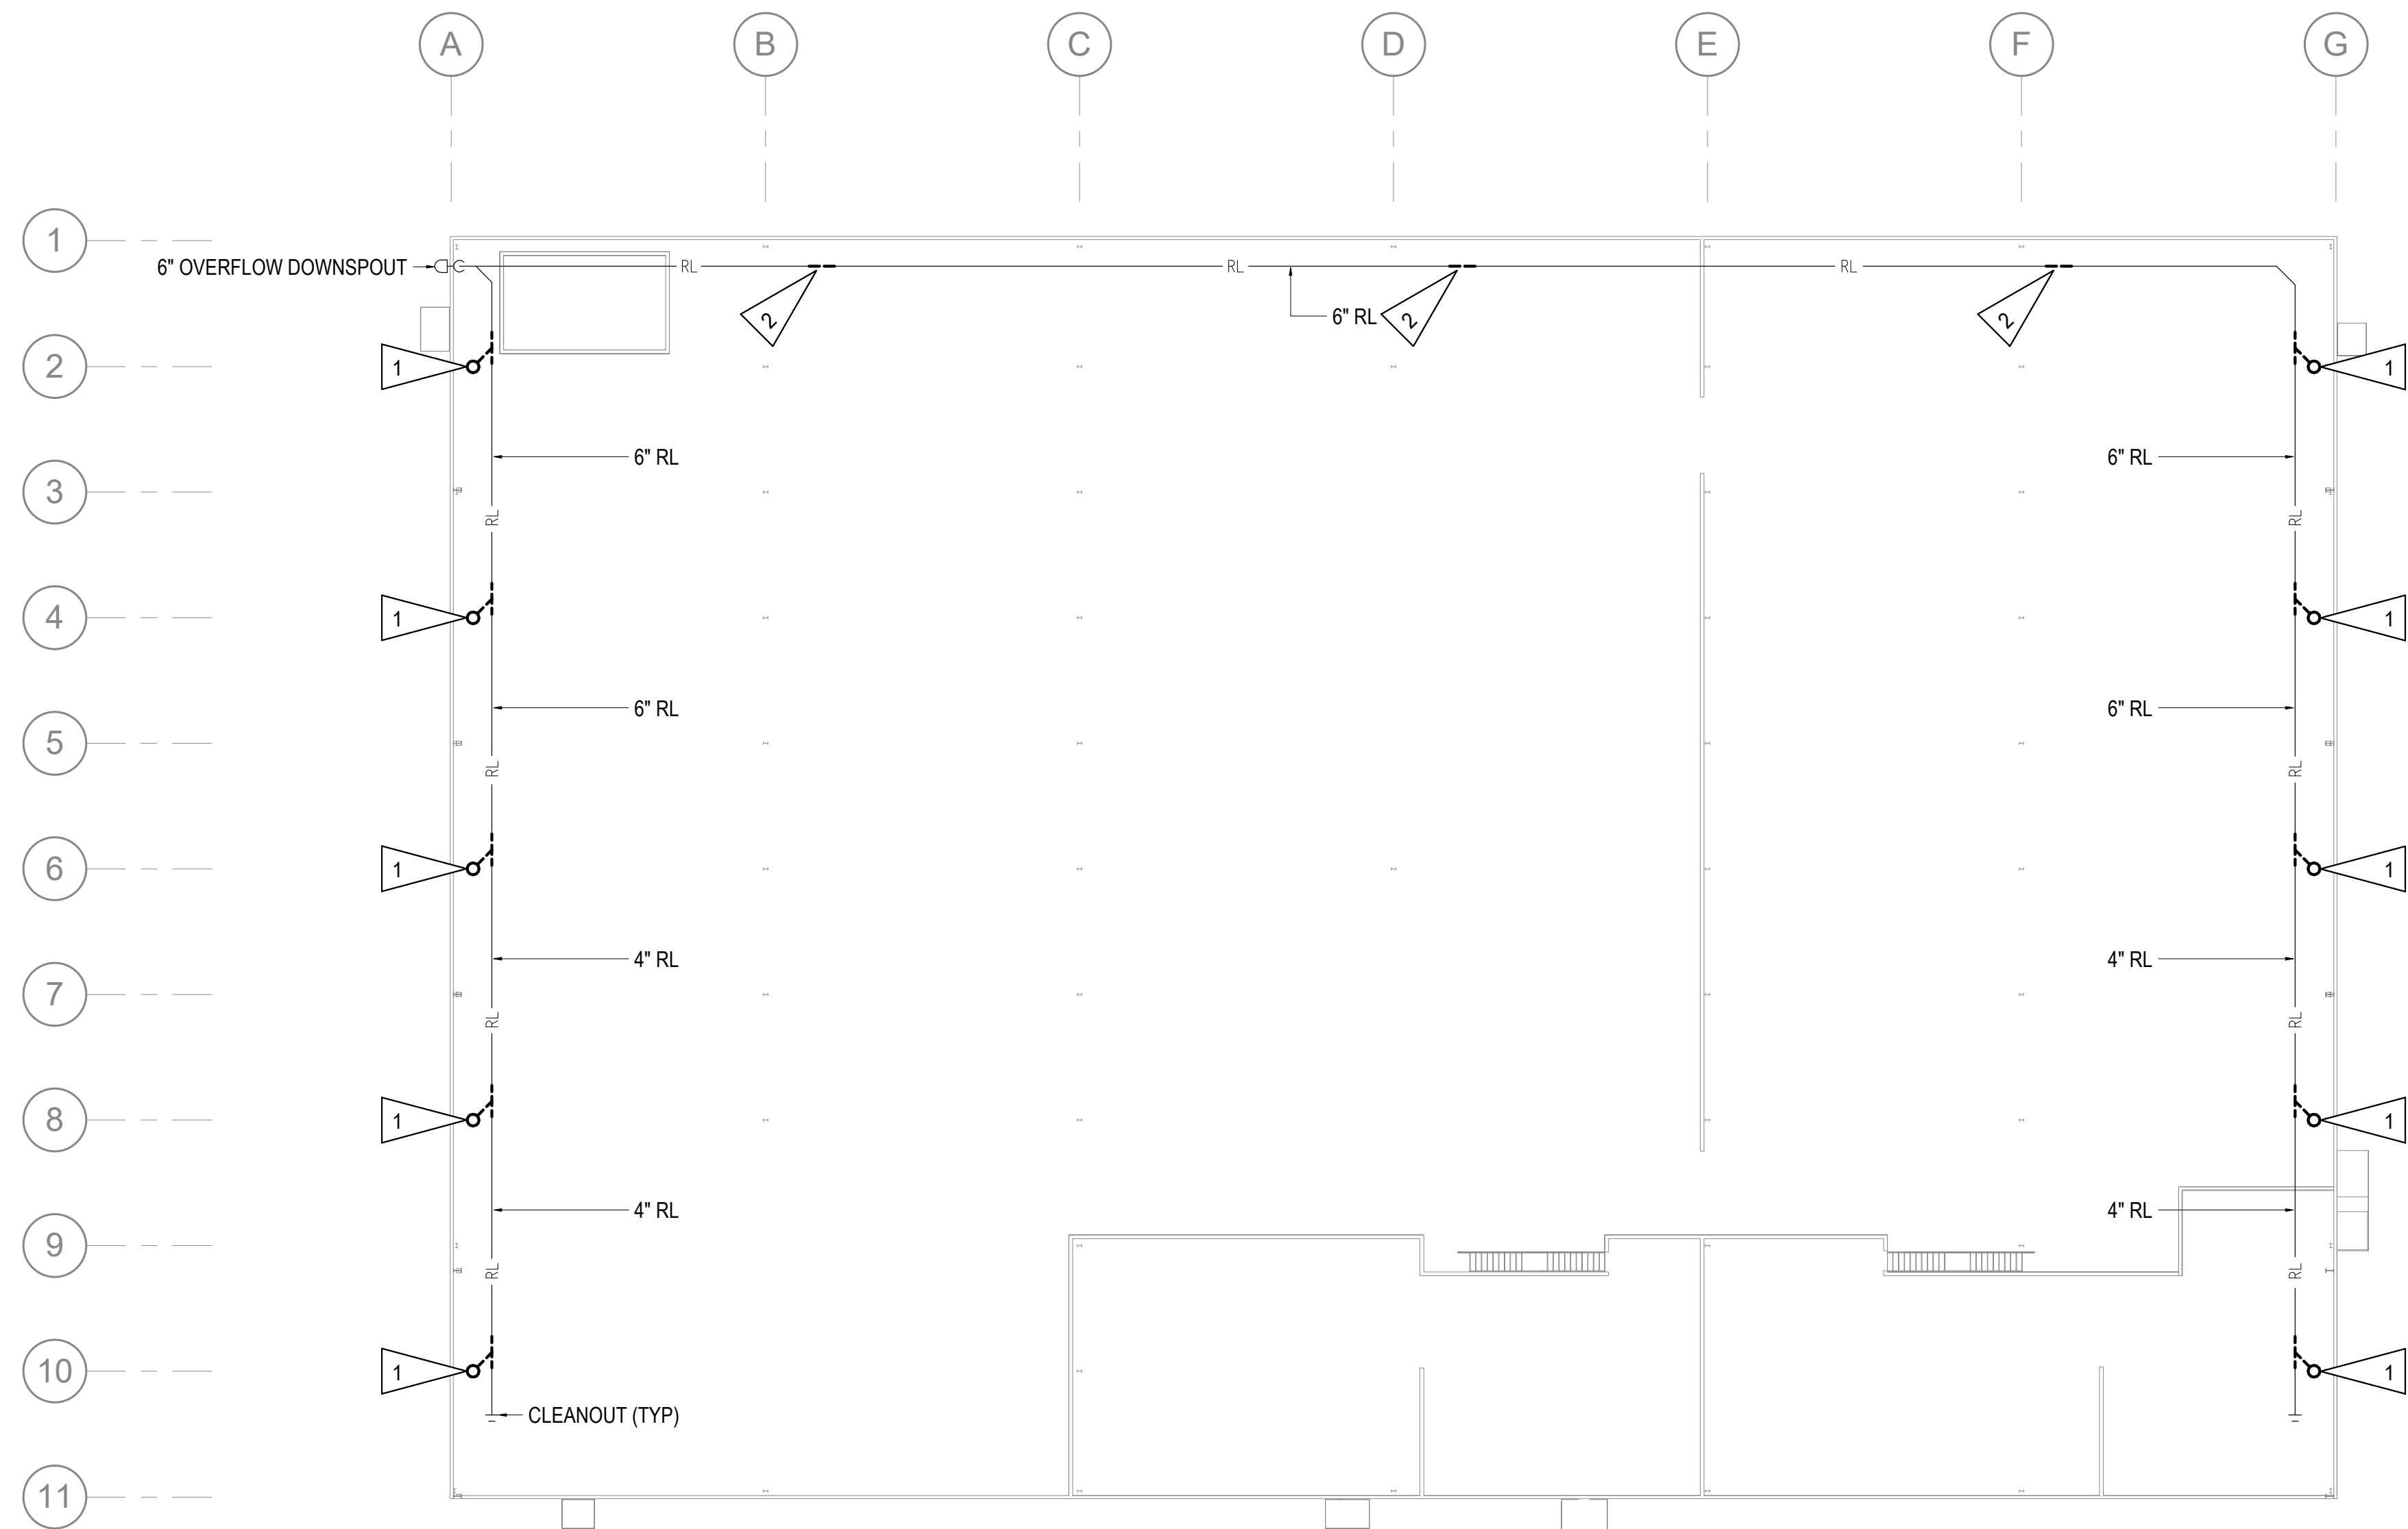 A B C D E F G
1
6" OVERFLOW DOWNSPOUT RL RL RL
6" RL
2 2 2
2 1 1
6" RL 6" RL
3
RL RL
4 1 1
6" RL 6" RL
5
RL RL
6 1 1
4" RL 4" RL
7
RL RL
8 1 1
4" RL 4" RL
9
RL RL
10 1 1
CLEANOUT (TYP)
11